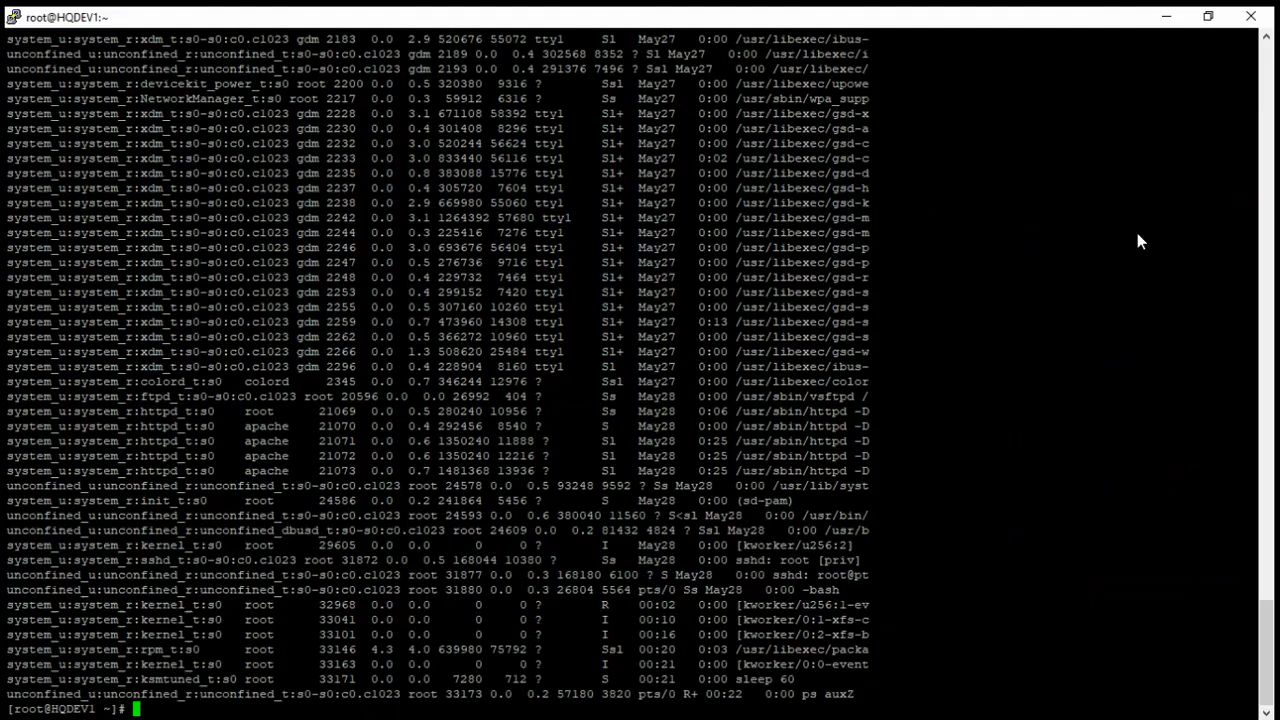 root@HQDEV1:~
system_u:system_r:xdm_t:s0-s0:c0.c1023 gdm 2183  0.0  2.9 520676 55072 tty1     Sl   May27   0:00 /usr/libexec/ibus-
unconfined_u:unconfined_r:unconfined_t:s0-s0:c0.c1023 gdm 2189 0.0  0.4 302568 8352 ? Sl May27   0:00 /usr/libexec/i
unconfined_u:unconfined_r:unconfined_t:s0-s0:c0.c1023 gdm 2193 0.0  0.4 291376 7496 ? Ssl May27   0:00 /usr/libexec/
system_u:system_r:devicekit_power_t:s0 root 2200 0.0  0.5 320380  9316 ?        Ssl  May27   0:00 /usr/libexec/upowe
system_u:system_r:NetworkManager_t:s0 root 2217  0.0  0.3  59912  6316 ?        Ss   May27   0:00 /usr/sbin/wpa_supp
system_u:system_r:xdm_t:s0-s0:c0.c1023 gdm 2228  0.0  3.1 671108 58392 tty1     Sl+  May27   0:00 /usr/libexec/gsd-x
system_u:system_r:xdm_t:s0-s0:c0.c1023 gdm 2230  0.0  0.4 301408  8296 tty1     Sl+  May27   0:00 /usr/libexec/gsd-a
system_u:system_r:xdm_t:s0-s0:c0.c1023 gdm 2232  0.0  3.0 520244 56624 tty1     Sl+  May27   0:00 /usr/libexec/gsd-c
system_u:system_r:xdm_t:s0-s0:c0.c1023 gdm 2233  0.0  3.0 833440 56116 tty1     Sl+  May27   0:02 /usr/libexec/gsd-c
system_u:system_r:xdm_t:s0-s0:c0.c1023 gdm 2235  0.0  0.8 383088 15776 tty1     Sl+  May27   0:00 /usr/libexec/gsd-d
system_u:system_r:xdm_t:s0-s0:c0.c1023 gdm 2237  0.0  0.4 305720  7604 tty1     Sl+  May27   0:00 /usr/libexec/gsd-h
system_u:system_r:xdm_t:s0-s0:c0.c1023 gdm 2238  0.0  2.9 669980 55060 tty1     Sl+  May27   0:00 /usr/libexec/gsd-k
system_u:system_r:xdm_t:s0-s0:c0.c1023 gdm 2242  0.0  3.1 1264392 57680 tty1    Sl+  May27   0:00 /usr/libexec/gsd-m
system_u:system_r:xdm_t:s0-s0:c0.c1023 gdm 2244  0.0  0.3 225416  7276 tty1     Sl+  May27   0:00 /usr/libexec/gsd-m
system_u:system_r:xdm_t:s0-s0:c0.c1023 gdm 2246  0.0  3.0 693676 56404 tty1     Sl+  May27   0:00 /usr/libexec/gsd-p
system_u:system_r:xdm_t:s0-s0:c0.c1023 gdm 2247  0.0  0.5 276736  9716 tty1     Sl+  May27   0:00 /usr/libexec/gsd-p
system_u:system_r:xdm_t:s0-s0:c0.c1023 gdm 2248  0.0  0.4 229732  7464 tty1     Sl+  May27   0:00 /usr/libexec/gsd-r
system_u:system_r:xdm_t:s0-s0:c0.c1023 gdm 2253  0.0  0.4 299152  7420 tty1     Sl+  May27   0:00 /usr/libexec/gsd-s
system_u:system_r:xdm_t:s0-s0:c0.c1023 gdm 2255  0.0  0.5 307160 10260 tty1     Sl+  May27   0:00 /usr/libexec/gsd-s
system_u:system_r:xdm_t:s0-s0:c0.c1023 gdm 2259  0.0  0.7 473960 14308 tty1     Sl+  May27   0:13 /usr/libexec/gsd-s
system_u:system_r:xdm_t:s0-s0:c0.c1023 gdm 2262  0.0  0.5 366272 10960 tty1     Sl+  May27   0:00 /usr/libexec/gsd-s
system_u:system_r:xdm_t:s0-s0:c0.c1023 gdm 2266  0.0  1.3 508620 25484 tty1     Sl+  May27   0:00 /usr/libexec/gsd-w
system_u:system_r:xdm_t:s0-s0:c0.c1023 gdm 2296  0.0  0.4 228904  8160 tty1     Sl+  May27   0:00 /usr/libexec/ibus-
system_u:system_r:colord_t:s0   colord     2345  0.0  0.7 346244 12976 ?        Ssl  May27   0:00 /usr/libexec/color
system_u:system_r:ftpd_t:s0-s0:c0.c1023 root 20596 0.0  0.0 26992  404 ?        Ss   May28   0:00 /usr/sbin/vsftpd /
system_u:system_r:httpd_t:s0    root      21069  0.0  0.5 280240 10956 ?        Ss   May28   0:06 /usr/sbin/httpd -D
system_u:system_r:httpd_t:s0    apache    21070  0.0  0.4 292456  8540 ?        S    May28   0:00 /usr/sbin/httpd -D
system_u:system_r:httpd_t:s0    apache    21071  0.0  0.6 1350240 11888 ?       Sl   May28   0:25 /usr/sbin/httpd -D
system_u:system_r:httpd_t:s0    apache    21072  0.0  0.6 1350240 12216 ?       Sl   May28   0:25 /usr/sbin/httpd -D
system_u:system_r:httpd_t:s0    apache    21073  0.0  0.7 1481368 13936 ?       Sl   May28   0:25 /usr/sbin/httpd -D
unconfined_u:unconfined_r:unconfined_t:s0-s0:c0.c1023 root 24578 0.0  0.5 93248 9592 ? Ss May28   0:00 /usr/lib/syst
system_u:system_r:init_t:s0     root      24586  0.0  0.2 241864  5456 ?        S    May28   0:00 (sd-pam)
unconfined_u:unconfined_r:unconfined_t:s0-s0:c0.c1023 root 24593 0.0  0.6 380040 11560 ? S<sl May28   0:00 /usr/bin/
unconfined_u:unconfined_r:unconfined_dbusd_t:s0-s0:c0.c1023 root 24609 0.0  0.2 81432 4824 ? Ssl May28   0:00 /usr/b
system_u:system_r:kernel_t:s0   root      29605  0.0  0.0      0     0 ?        I    May28   0:00 [kworker/u256:2]
system_u:system_r:sshd_t:s0-s0:c0.c1023 root 31872 0.0  0.5 168044 10380 ?      Ss   May28   0:00 sshd: root [priv]
unconfined_u:unconfined_r:unconfined_t:s0-s0:c0.c1023 root 31877 0.0  0.3 168180 6100 ? S May28   0:00 sshd: root@pt
unconfined_u:unconfined_r:unconfined_t:s0-s0:c0.c1023 root 31880 0.0  0.3 26804 5564 pts/0 Ss May28   0:00 -bash
system_u:system_r:kernel_t:s0   root      32968  0.0  0.0      0     0 ?        R    00:02   0:00 [kworker/u256:1-ev
system_u:system_r:kernel_t:s0   root      33041  0.0  0.0      0     0 ?        I    00:10   0:00 [kworker/0:1-xfs-c
system_u:system_r:kernel_t:s0   root      33101  0.0  0.0      0     0 ?        I    00:16   0:00 [kworker/0:2-xfs-b
system_u:system_r:rpm_t:s0      root      33146  4.3  4.0 639980 75792 ?        Ssl  00:20   0:03 /usr/libexec/packa
system_u:system_r:kernel_t:s0   root      33163  0.0  0.0      0     0 ?        I    00:21   0:00 [kworker/0:0-event
system_u:system_r:ksmtuned_t:s0 root      33171  0.0  0.0   7280   712 ?        S    00:21   0:00 sleep 60
unconfined_u:unconfined_r:unconfined_t:s0-s0:c0.c1023 root 33173 0.0  0.2 57180 3820 pts/0 R+ 00:22   0:00 ps auxZ
[root@HQDEV1 ~]#